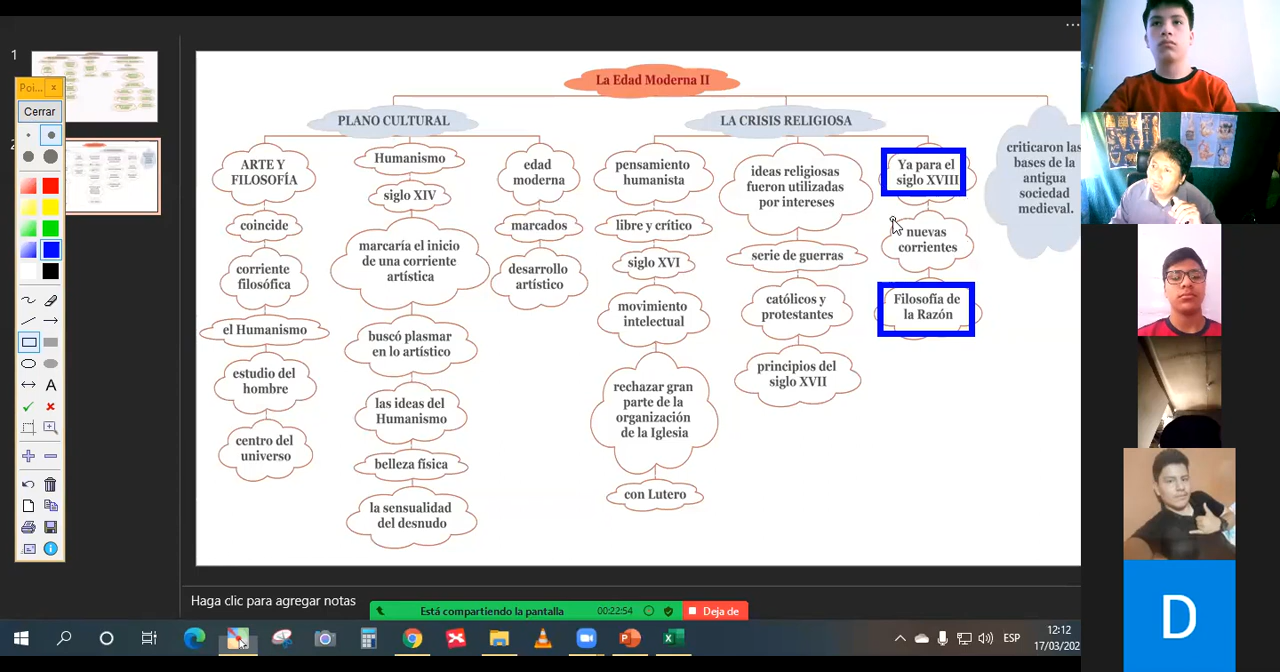 1
Poi... x
Cerrar
A
La Edad Moderna II
PLANO CULTURAL
LA CRISIS RELIGIOSA
ARTE Y
FILOSOFÍA
coincide
corriente
filosófica
el Humanismo
estudio del
hombre
centro del
universo
Humanismo
siglo XIV
marcaría el inicio
de una corriente
artística
buscó plasmar
en lo artístico
las ideas del
Humanismo
belleza física
la sensualidad
del desnudo
edad
moderna
marcados
desarrollo
artístico
pensamiento
humanista
libre y crítico
siglo XVI
movimiento
intelectual
rechazar gran
parte de la
organización
de la Iglesia
con Lutero
ideas religiosas
fueron utilizadas
por intereses
serie de guerras
católicos y
protestantes
principios del
siglo XVII
Ya para el
siglo XVIII
nuevas
corrientes
Filosofía de
la Razón
criticaron las
bases de la
antigua
sociedad
medieval.
Haga clic para agregar notas
Está compartiendo la pantalla 00:22:54 Deja de
ESP
12:12
17/03/202
D